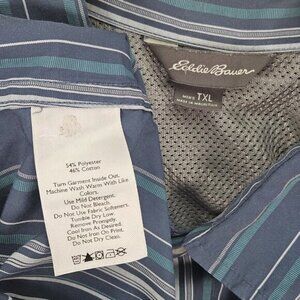 Eddie Bauer
MEN'S TXL
54% Polyester
46% Cotton
Turn Garment Inside Out.
Machine Wash Warm With Like
Colors.
Use Mild Detergent.
Do Not Bleach.
Do Not Use Fabric Softeners.
Tumble Dry Low.
Remove Promptly.
Cool Iron As Desired.
Do Not Iron On Print.
Do Not Dry Clean.